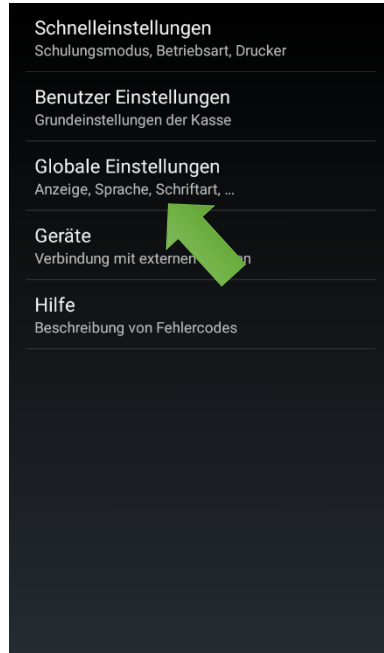 Schnelleinstellungen
Schulungsmodus, Betriebsart, Drucker
Benutzer Einstellungen
Grundeinstellungen der Kasse
Globale Einstellungen
Anzeige, Sprache, Schriftart, ...
Geräte
Verbindung mit externen
Hilfe
Beschreibung von Fehlercodes